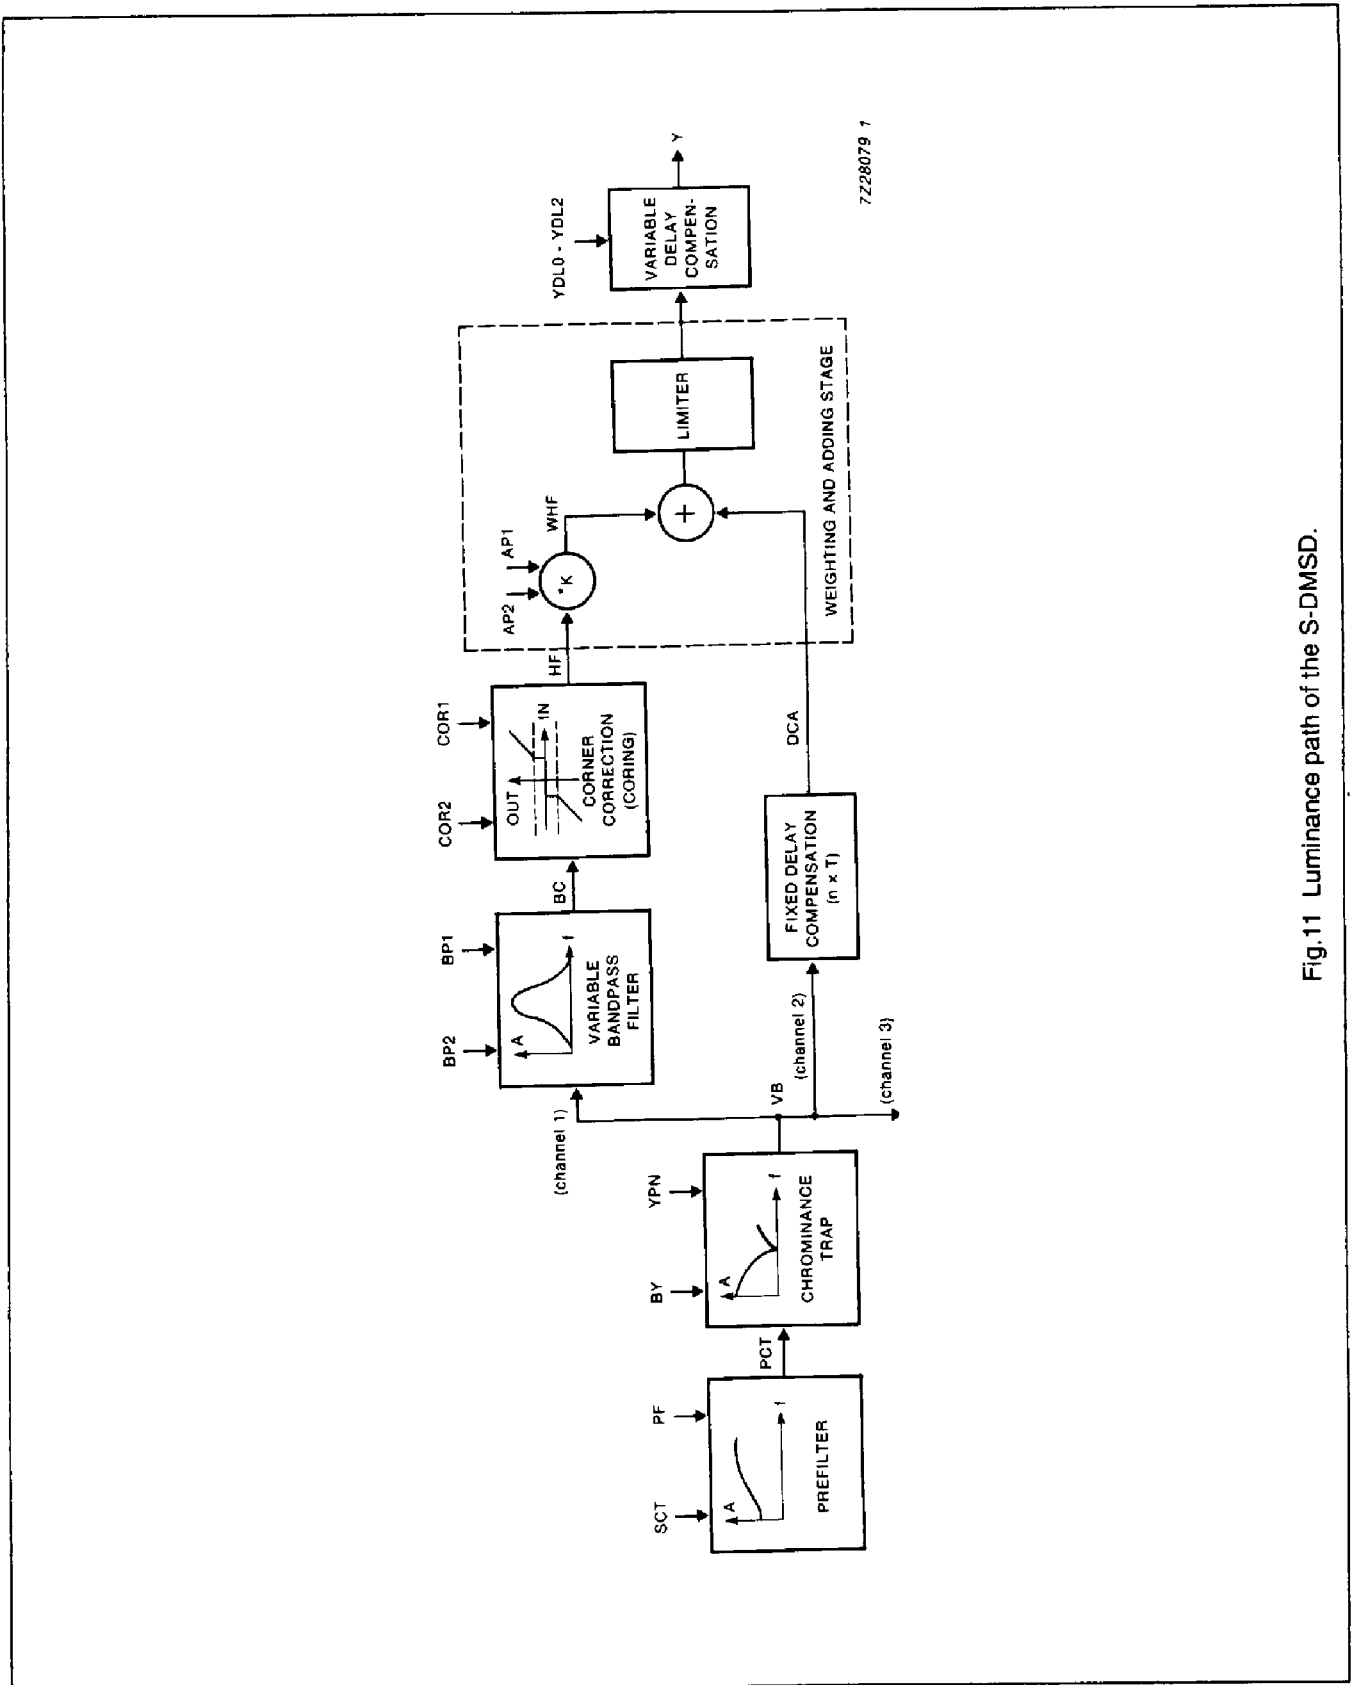 SCT
PF
A
f
PREFILTER
PCT
BY
YPN
A
f
CHROMINANCE
TRAP
VB
(channel 1)
(channel 2)
(channel 3)
BP2
BP1
A
f
VARIABLE
BANDPASS
FILTER
BC
COR2
COR1
OUT
IN
CORNER
CORRECTION
(CORING)
HF
FIXED DELAY
COMPENSATION
(n x T)
DCA
AP2
AP1
*K
WHF
+
LIMITER
WEIGHTING AND ADDING STAGE
YDL0 - YDL2
VARIABLE
DELAY
COMPEN-
SATION
Y
7Z28079 1
Fig.11 Luminance path of the S-DMSD.